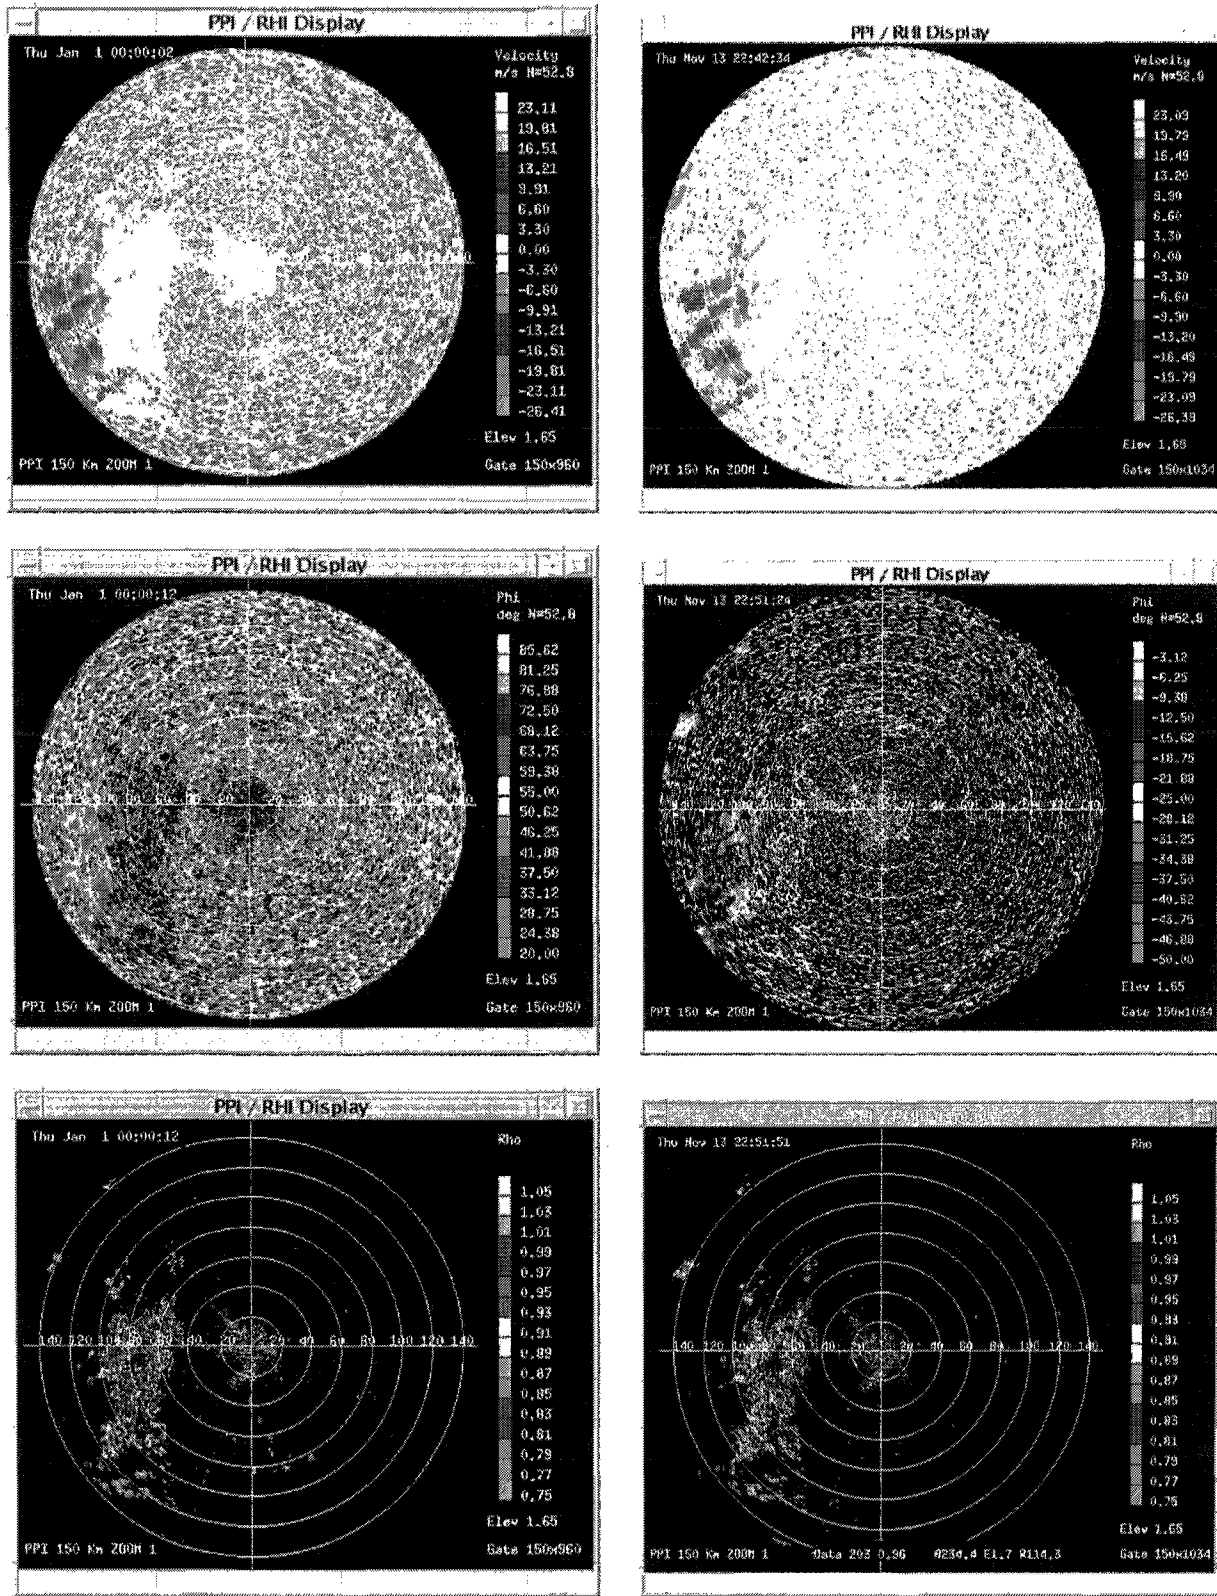 PPI / RHI Display
Thu Jan 1 00:00:02
Velocity
m/s N=52.8
23.11
19.81
16.51
13.21
9.91
6.60
3.30
0.00
-3.30
-6.60
-9.91
-13.21
-16.51
-19.81
-23.11
-26.41
Elev 1.65
PPI 150 Km ZOOM 1
Gate 150x960
PPI / RHI Display
Thu Nov 13 22:42:34
Velocity
m/s N=52.8
23.09
19.79
16.49
13.20
9.90
6.60
3.30
0.00
-3.30
-6.60
-9.90
-13.20
-16.49
-19.79
-23.09
-26.39
Elev 1.65
PPI 150 Km ZOOM 1
Gate 150x1034
PPI / RHI Display
Thu Jan 1 00:00:12
Phi
deg N=52.8
85.62
81.25
76.88
72.50
68.12
63.75
59.38
55.00
50.62
46.25
41.88
37.50
33.12
28.75
24.38
20.00
Elev 1.65
PPI 150 Km ZOOM 1
Gate 150x960
PPI / RHI Display
Thu Nov 13 22:51:24
Phi
deg N=52.8
-3.12
-6.25
-9.38
-12.50
-15.62
-18.75
-21.88
-25.00
-28.12
-31.25
-34.38
-37.50
-40.62
-43.75
-46.88
-50.00
Elev 1.65
PPI 150 Km ZOOM 1
Gate 150x1034
PPI / RHI Display
Thu Jan 1 00:00:12
Rho
1.05
1.03
1.01
0.99
0.97
0.95
0.93
0.91
0.89
0.87
0.85
0.83
0.81
0.79
0.77
0.75
140 120 100 80 60 40 20 20 40 60 80 100 120 140
Elev 1.65
PPI 150 Km ZOOM 1
Gate 150x960
Thu Nov 13 22:51:51
Rho
1.05
1.03
1.01
0.99
0.97
0.95
0.93
0.91
0.89
0.87
0.85
0.83
0.81
0.79
0.77
0.75
140 120 100 80 60 40 20 20 40 60 80 100 120 140
Elev 1.65
PPI 150 Km ZOOM 1 Data 203 0.96 A234.4 E1.7 R114.3
Gate 150x1034